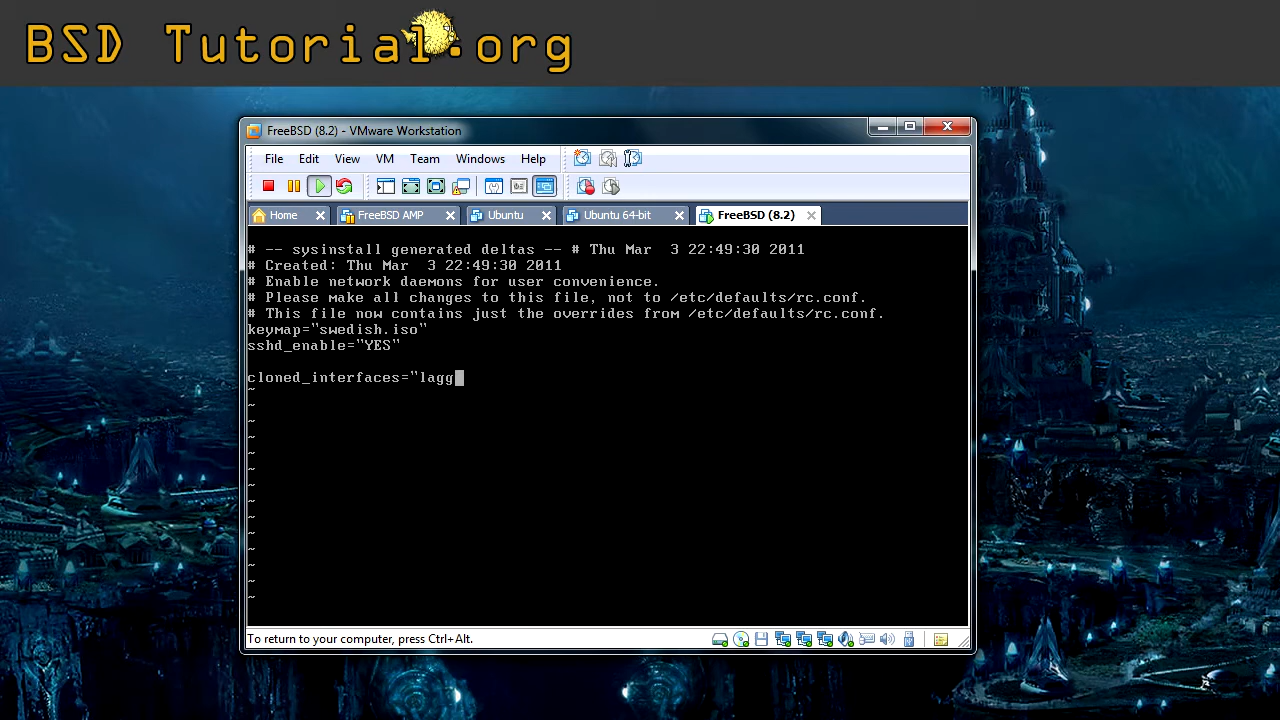 BSD Tutorial.org
FreeBSD (8.2) - VMware Workstation
File Edit View VM Team Windows Help
Home FreeBSD AMP Ubuntu Ubuntu 64-bit FreeBSD (8.2)
# -- sysinstall generated deltas -- # Thu Mar  3 22:49:30 2011
# Created: Thu Mar  3 22:49:30 2011
# Enable network daemons for user convenience.
# Please make all changes to this file, not to /etc/defaults/rc.conf.
# This file now contains just the overrides from /etc/defaults/rc.conf.
keymap="swedish.iso"
sshd_enable="YES"
cloned_interfaces="lagg
~
~
~
~
~
~
~
~
~
~
~
~
~
~
To return to your computer, press Ctrl+Alt.